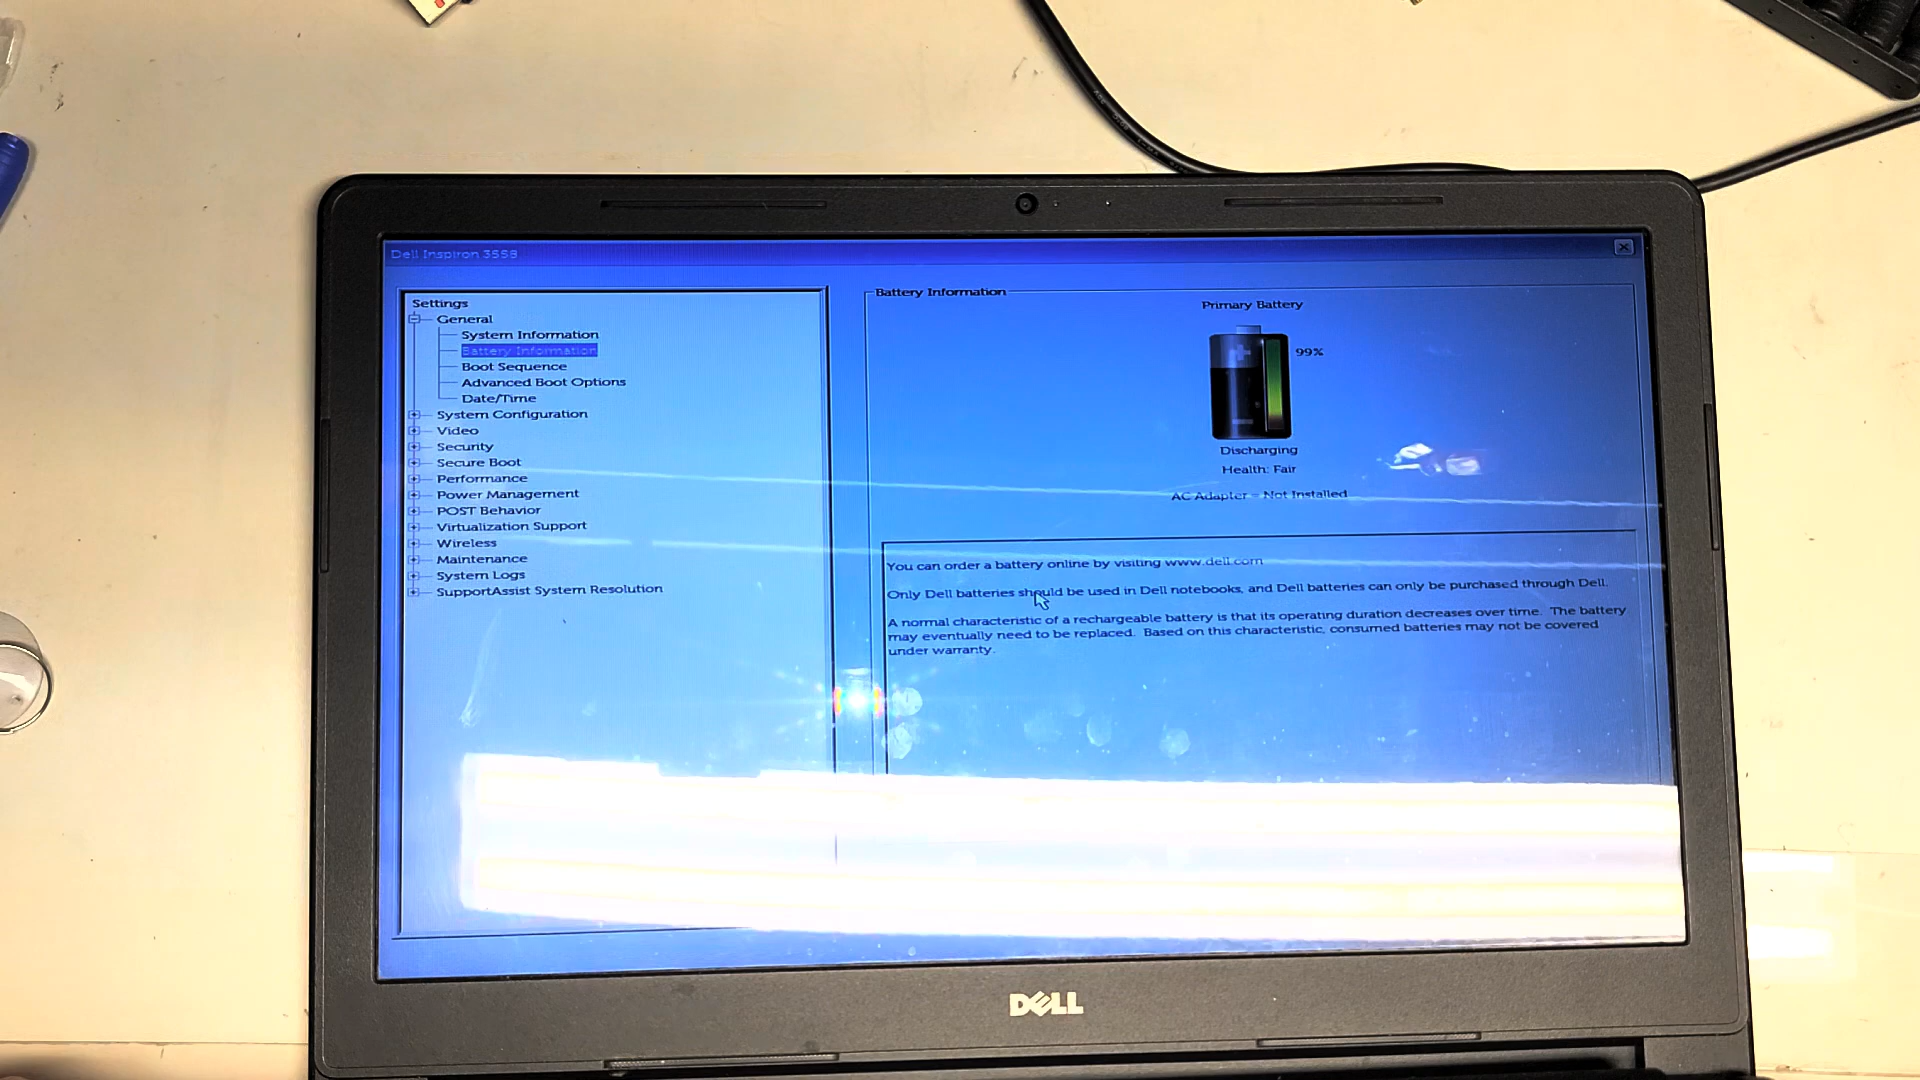 Dell Inspiron 3558
Settings
General
System Information
Battery Information
Boot Sequence
Advanced Boot Options
Date/Time
System Configuration
Video
Security
Secure Boot
Performance
Power Management
POST Behavior
Virtualization Support
Wireless
Maintenance
System Logs
SupportAssist System Resolution
Battery Information
Primary Battery
99%
Discharging
Health: Fair
AC Adapter - Not Installed
You can order a battery online by visiting www.dell.com
Only Dell batteries should be used in Dell notebooks, and Dell batteries can only be purchased through Dell.
A normal characteristic of a rechargeable battery is that its operating duration decreases over time. The battery
may eventually need to be replaced. Based on this characteristic, consumed batteries may not be covered
under warranty.
DELL